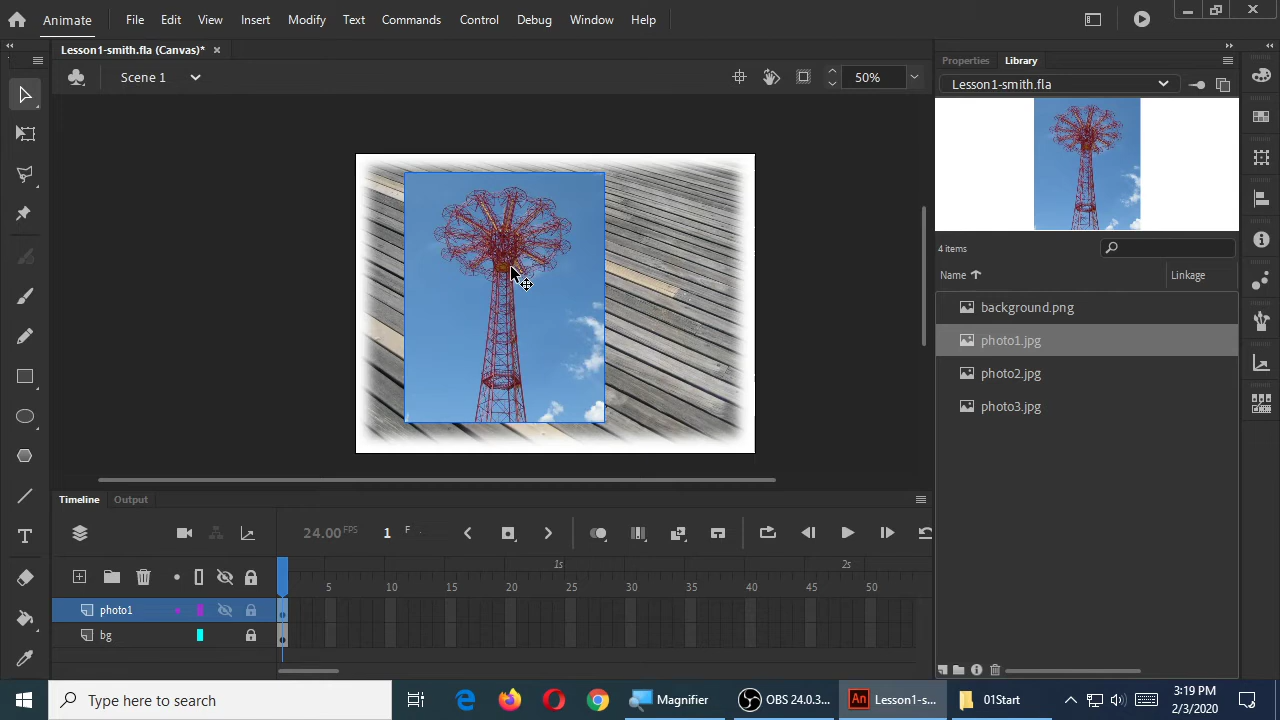 Animate
File Edit View Insert Modify Text Commands Control Debug Window Help
Lesson1-smith.fla (Canvas)*
Scene 1
50%
Properties Library
Lesson1-smith.fla
4 items
Name Linkage
background.png
photo1.jpg
photo2.jpg
photo3.jpg
Timeline Output
24.00 FPS 1 F
1s 2s
5 10 15 20 25 30 35 40 45 50
photo1
bg
Type here to search
Magnifier
OBS 24.0.3...
An Lesson1-s...
01Start
3:19 PM
2/3/2020